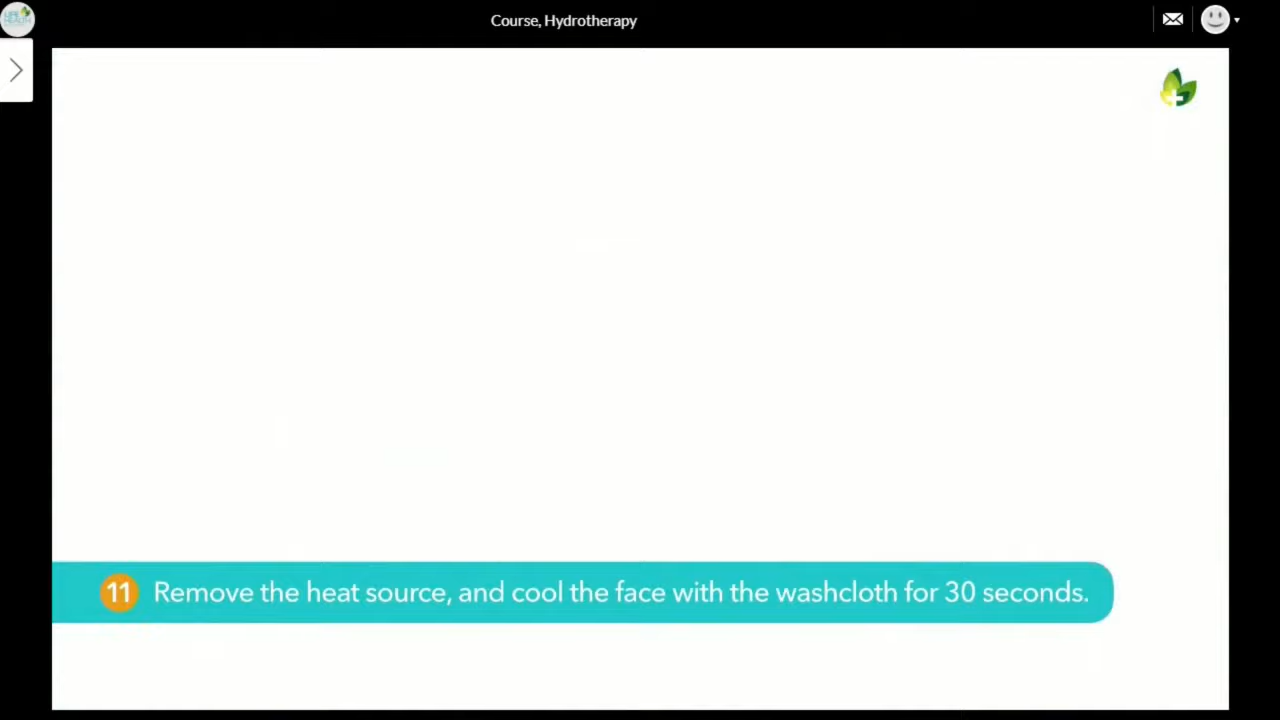 Course, Hydrotherapy
11 Remove the heat source, and cool the face with the washcloth for 30 seconds.